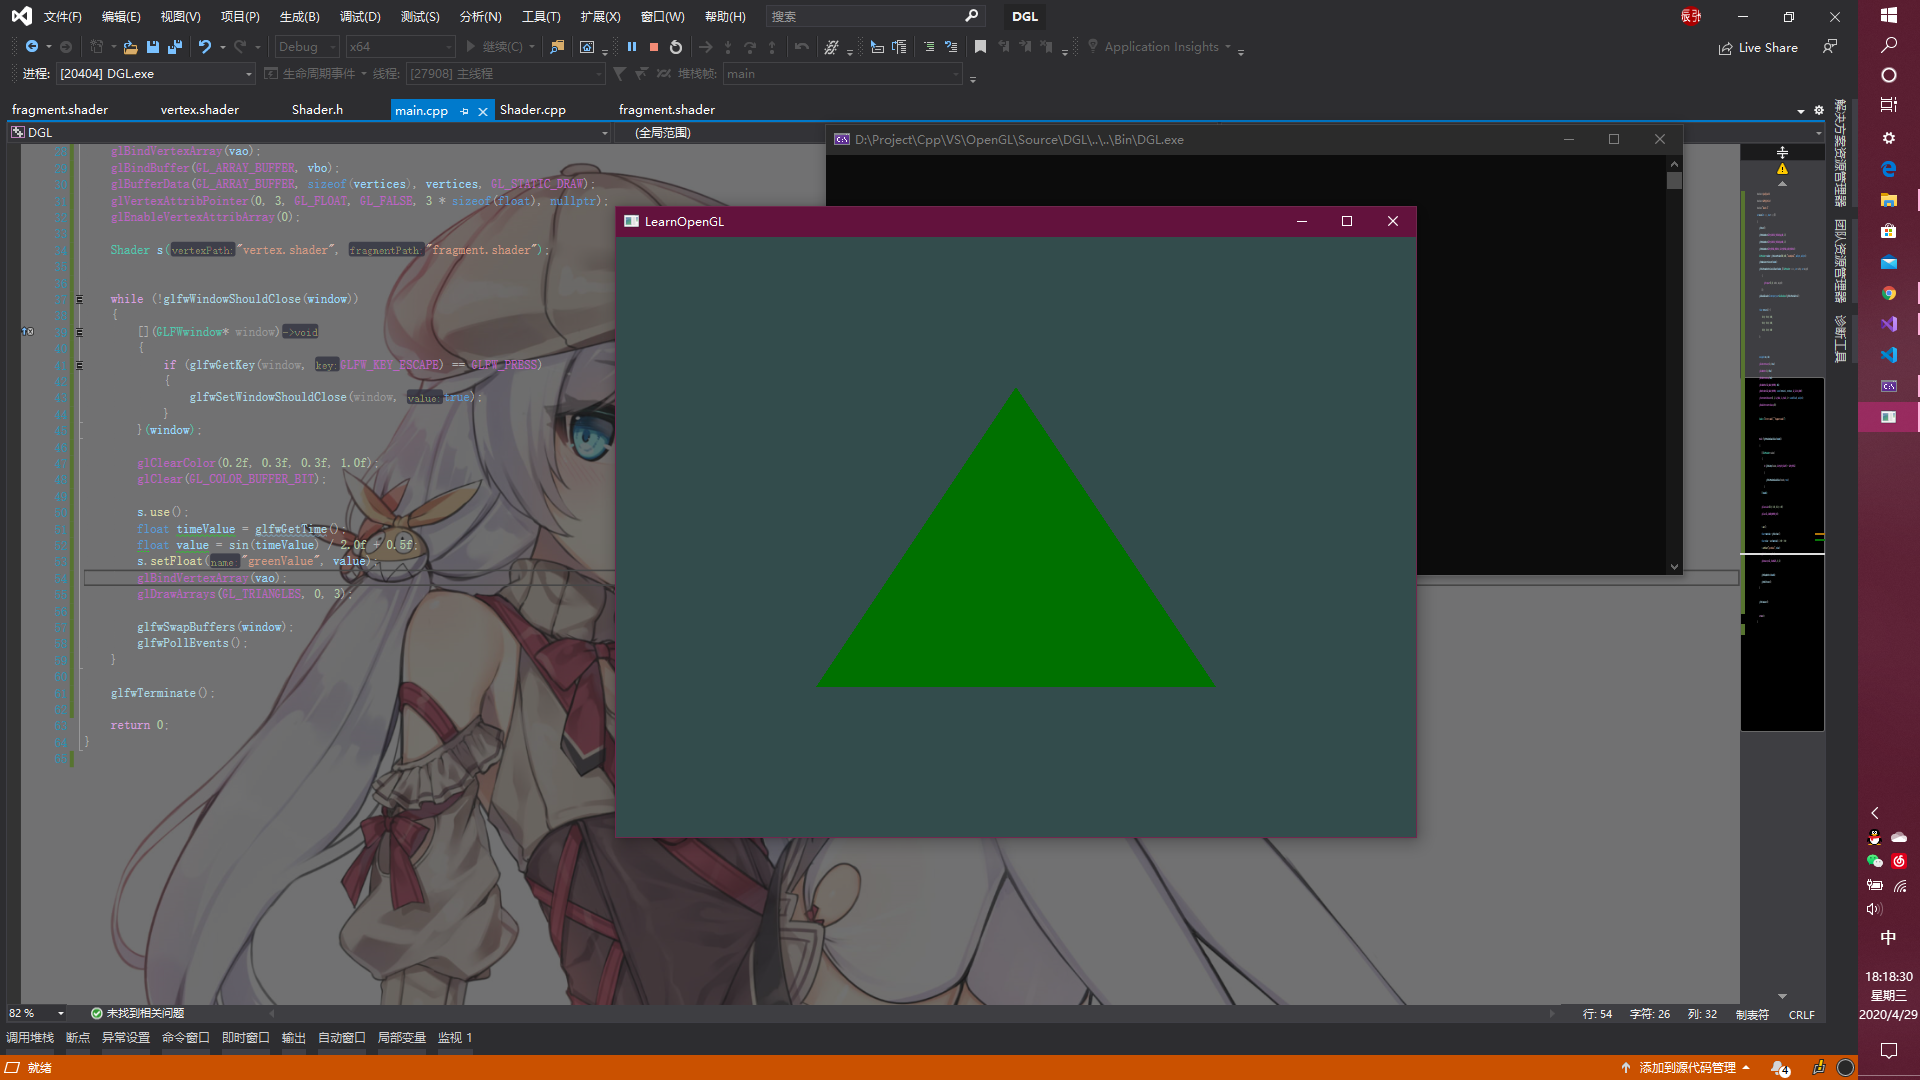 文件(F) 编辑(E) 视图(V) 项目(P) 生成(B) 调试(D) 测试(S) 分析(N) 工具(T) 扩展(X) 窗口(W) 帮助(H) 搜索 DGL
Debug x64 继续(C) Application Insights Live Share
进程: [20404] DGL.exe 生命周期事件 线程: [27908] 主线程 堆栈帧: main
fragment.shader vertex.shader Shader.h main.cpp Shader.cpp fragment.shader
DGL (全局范围)
D:\Project\Cpp\VS\OpenGL\Source\DGL\..\..\Bin\DGL.exe
LearnOpenGL
28 glBindVertexArray(vao);
29 glBindBuffer(GL_ARRAY_BUFFER, vbo);
30 glBufferData(GL_ARRAY_BUFFER, sizeof(vertices), vertices, GL_STATIC_DRAW);
31 glVertexAttribPointer(0, 3, GL_FLOAT, GL_FALSE, 3 * sizeof(float), nullptr);
32 glEnableVertexAttribArray(0);
33
34 Shader s(vertexPath:"vertex.shader", fragmentPath:"fragment.shader");
35
36
37 while (!glfwWindowShouldClose(window))
38 {
39 [](GLFWwindow* window)->void
40 {
41 if (glfwGetKey(window, key:GLFW_KEY_ESCAPE) == GLFW_PRESS)
42 {
43 glfwSetWindowShouldClose(window, value:true);
44 }
45 }(window);
46
47 glClearColor(0.2f, 0.3f, 0.3f, 1.0f);
48 glClear(GL_COLOR_BUFFER_BIT);
49
50 s.use();
51 float timeValue = glfwGetTime();
52 float value = sin(timeValue) / 2.0f + 0.5f;
53 s.setFloat(name:"greenValue", value);
54 glBindVertexArray(vao);
55 glDrawArrays(GL_TRIANGLES, 0, 3);
56
57 glfwSwapBuffers(window);
58 glfwPollEvents();
59 }
60
61 glfwTerminate();
62
63 return 0;
64 }
65
解决方案资源管理器
团队资源管理器
诊断工具
82 % 未找到相关问题 行: 54 字符: 26 列: 32 制表符 CRLF
调用堆栈 断点 异常设置 命令窗口 即时窗口 输出 自动窗口 局部变量 监视 1
就绪 添加到源代码管理 4
中
18:18:30
星期三
2020/4/29